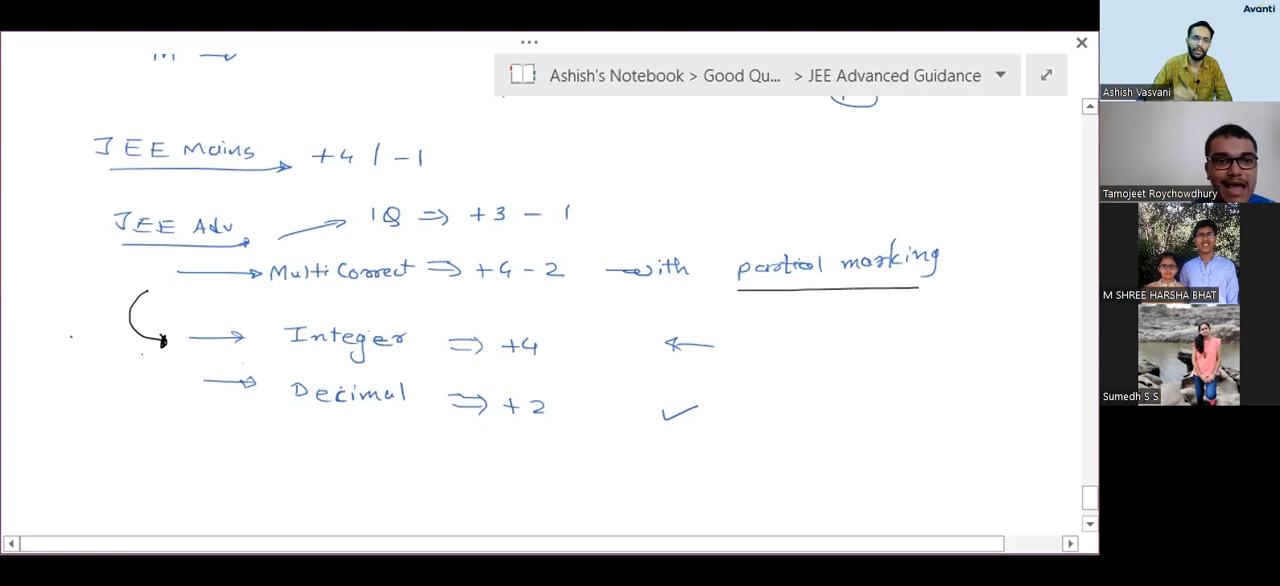 Avanti
Ashish's Notebook > Good Qu... > JEE Advanced Guidance
Ashish Vasvani
JEE Mains +4 / -1
JEE Adv 1Q ⇒ +3 - 1
Multi Correct ⇒ +4 - 2 with partial marking
Integer ⇒ +4
Decimal ⇒ +2
Tamojeet Roychowdhury
M SHREE HARSHA BHAT
Sumedh S S